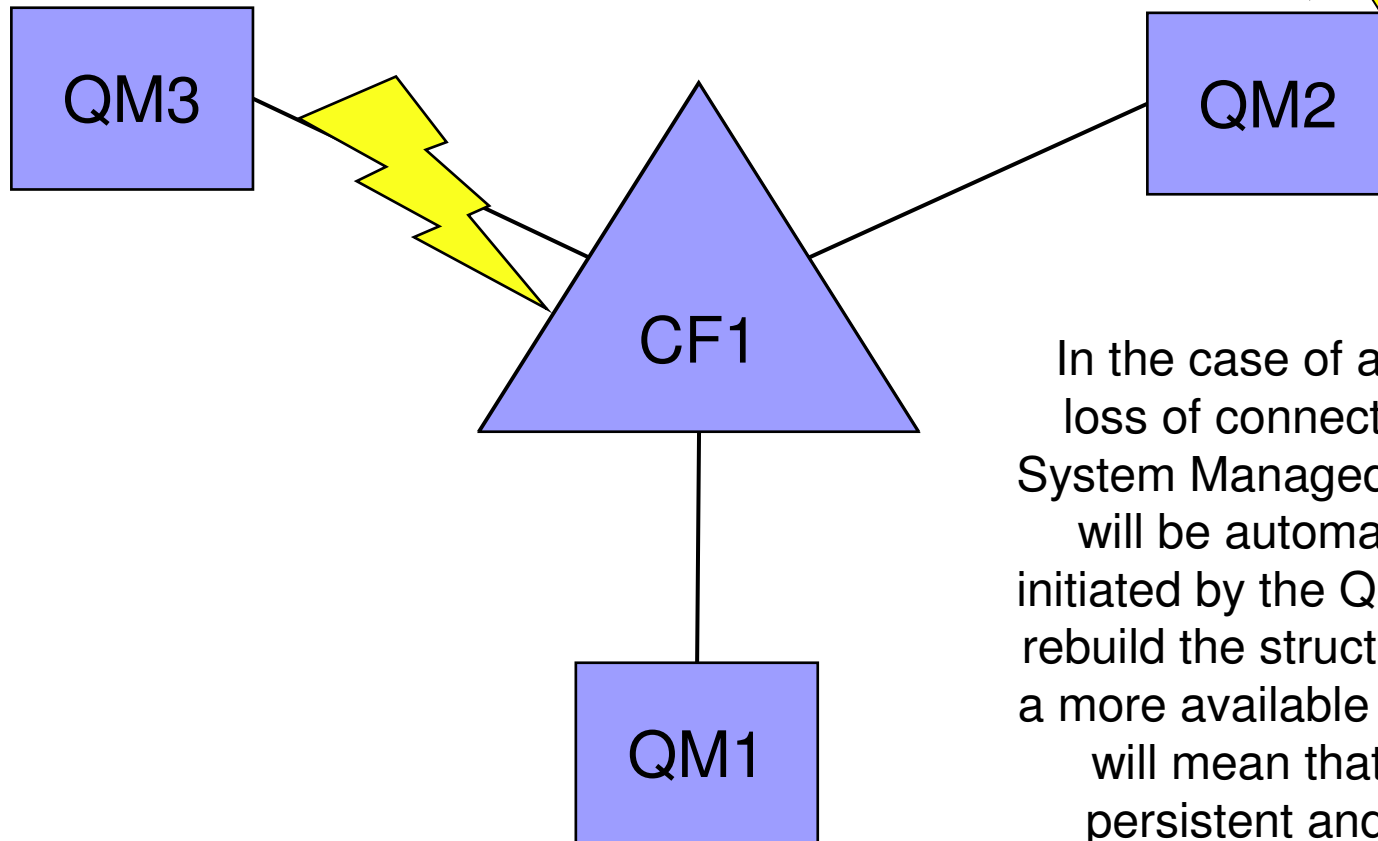 QM3
QM2
CF1
QM1
In the case of a
loss of connect
System Managed
will be automa
initiated by the Q
rebuild the struct
a more available
will mean that
persistent and